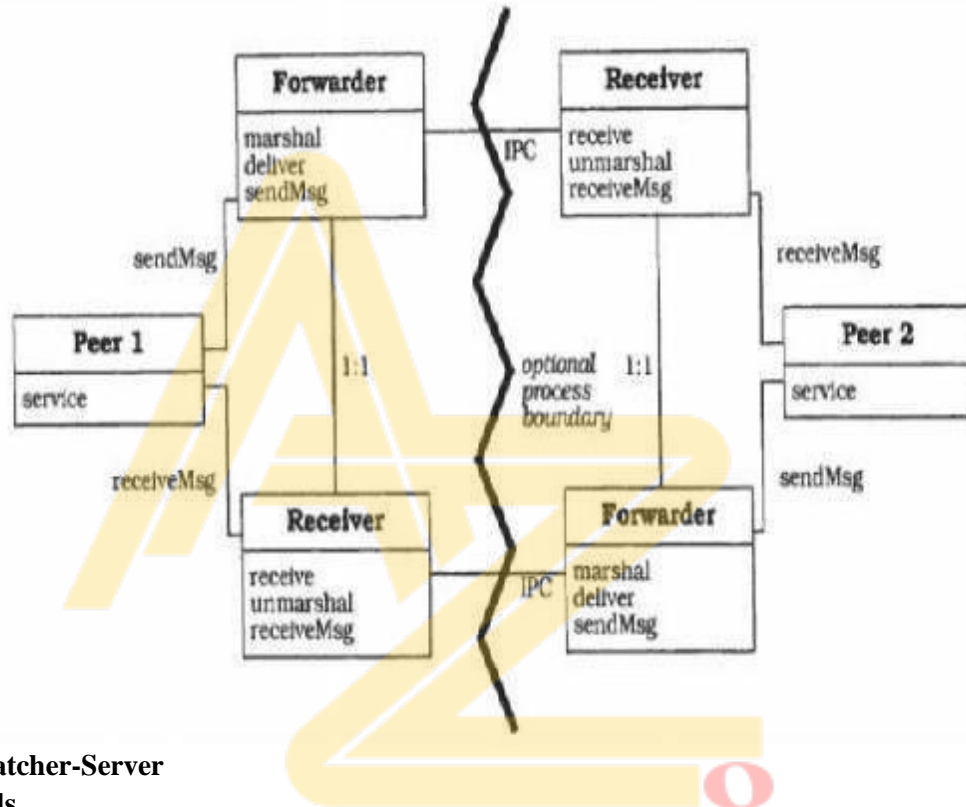 Forwarder
marshal
deliver
sendMsg
Receiver
receive
unmarshal
receiveMsg
IPC
sendMsg
receiveMsg
Peer 1
service
1:1
optional
process
boundary
1:1
Peer 2
service
receiveMsg
sendMsg
Receiver
receive
unmarshal
receiveMsg
IPC
Forwarder
marshal
deliver
sendMsg
atcher-Server